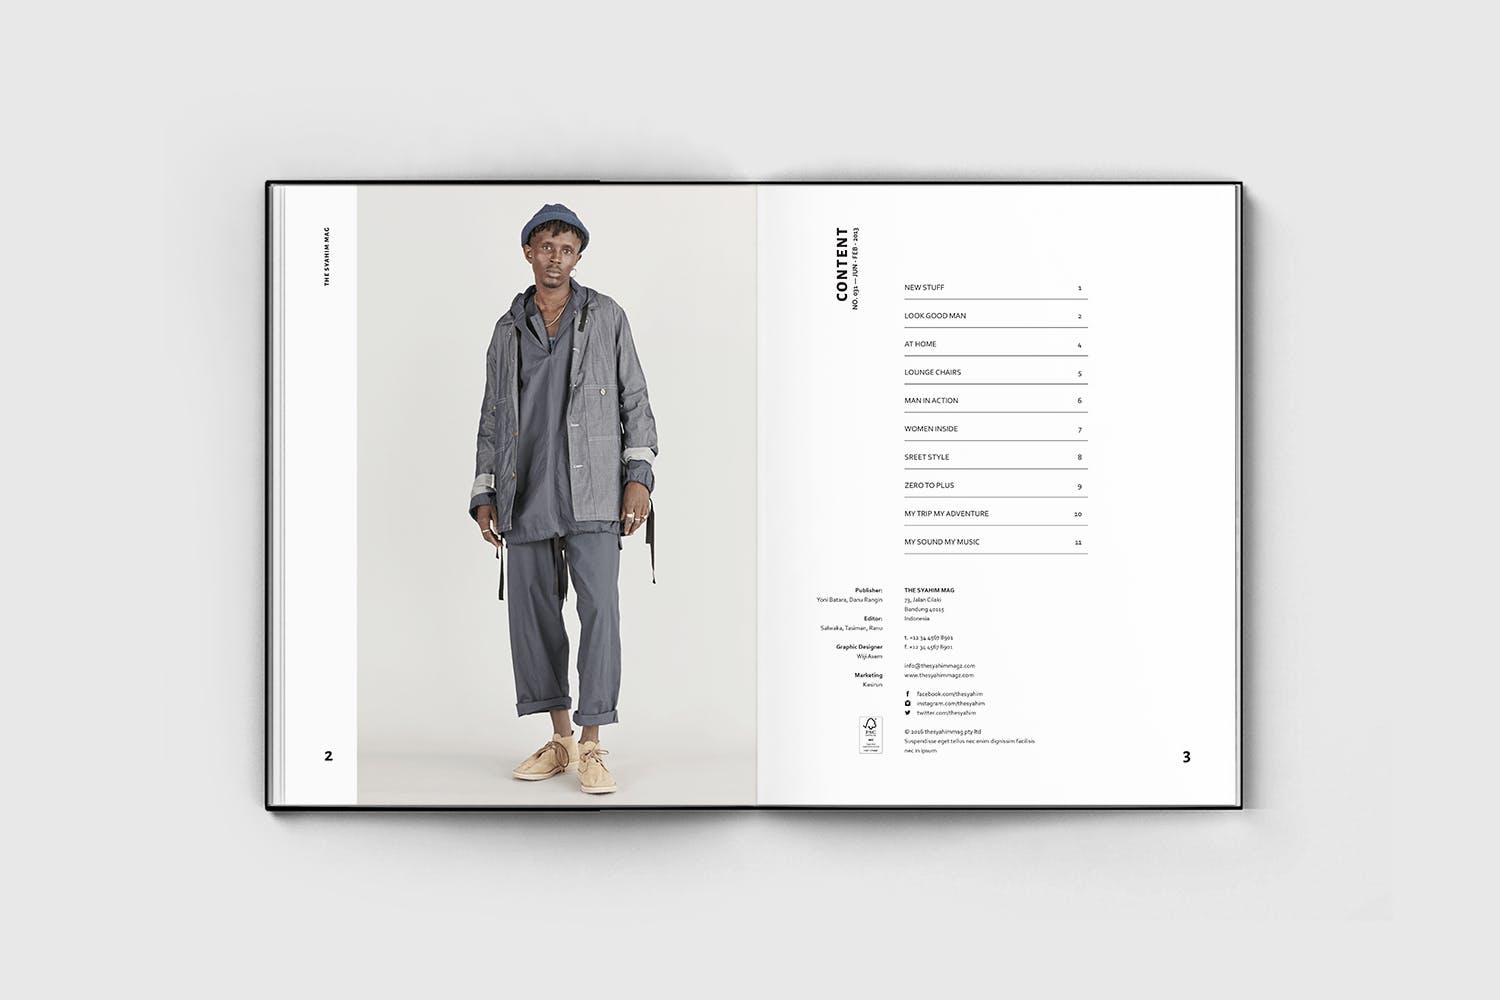 THE SYAHIM MAG
2
CONTENT
NO. 031 — JUN - FEB - 2013
NEW STUFF 1
LOOK GOOD MAN 2
AT HOME 4
LOUNGE CHAIRS 5
MAN IN ACTION 6
WOMEN INSIDE 7
SREET STYLE 8
ZERO TO PLUS 9
MY TRIP MY ADVENTURE 10
MY SOUND MY MUSIC 11
Publisher:
Yoni Batara, Danu Rangin
Editor:
Salwaka, Tasiman, Ranu
Graphic Designer
Wiji Asem
Marketing
Kasirun
FSC
THE SYAHIM MAG
73, Jalan Cilaki
Bandung 40115
Indonesia
t. +12 34 4567 8901
f. +12 34 4567 8901
info@thesyahimmagz.com
www.thesyahimmagz.com
facebook.com/thesyahim
instagram.com/thesyahim
twitter.com/thesyahim
© 2016 thesyahimmag pty ltd
Suspendisse eget tellus nec enim dignissim facilisis
nec in ipsum
3